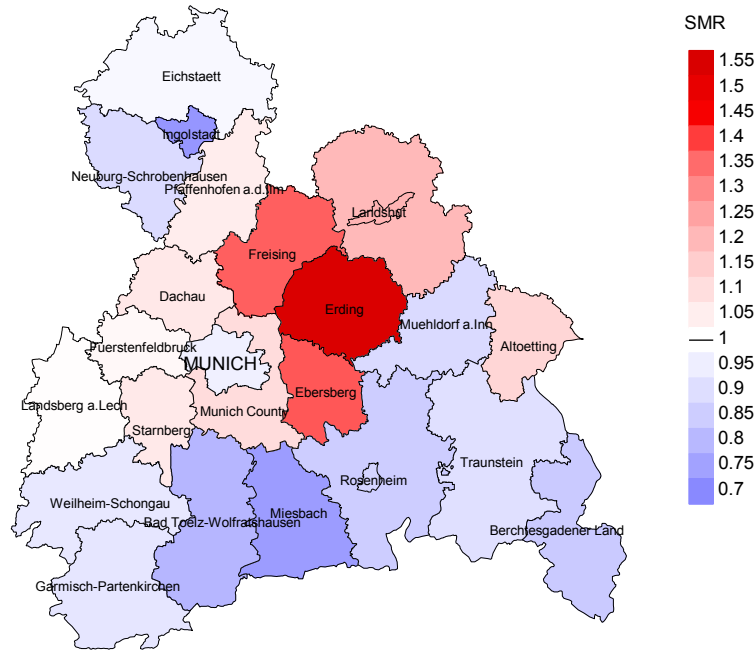 SMR
1.55
1.5
1.45
1.4
1.35
1.3
1.25
1.2
1.15
1.1
1.05
1
0.95
0.9
0.85
0.8
0.75
0.7
Eichstaett
Ingolstadt
Neuburg-Schrobenhausen
Pfaffenhofen a.d.Ilm
Landshut
Freising
Dachau
Erding
Muehldorf a.Inn
Altoetting
Fuerstenfeldbruck
MUNICH
Ebersberg
Landsberg a.Lech
Munich County
Starnberg
Traunstein
Rosenheim
Weilheim-Schongau
Miesbach
Bad Toelz-Wolfratshausen
Berchtesgadener Land
Garmisch-Partenkirchen